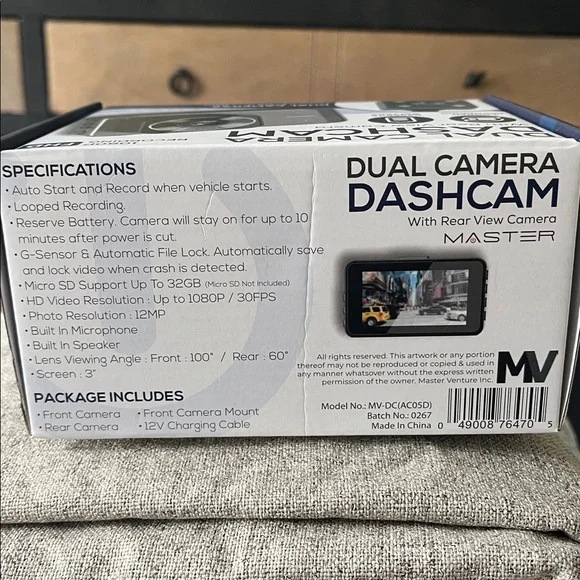 DUAL CAMERA
DASHCAM
SPECIFICATIONS
• Auto Start and Record when vehicle starts.
• Looped Recording.
• Reserve Battery. Camera will stay on for up to 10
minutes after power is cut.
• G-Sensor & Automatic File Lock. Automatically save
and lock video when crash is detected.
• Micro SD Support Up To 32GB (Micro SD Not Included)
• HD Video Resolution : Up to 1080P / 30FPS
• Photo Resolution : 12MP
• Built In Microphone
• Built In Speaker
• Lens Viewing Angle : Front : 100° / Rear : 60°
• Screen : 3"
PACKAGE INCLUDES
• Front Camera • Front Camera Mount
• Rear Camera • 12V Charging Cable
DUAL CAMERA
DASHCAM
With Rear View Camera
MASTER
All rights reserved. This artwork or any portion
thereof may not be reproduced or copied & used in
any manner whatsoever without the express written
permission of the owner. Master Venture Inc.
MV
Model No.: MV-DC(AC05D)
Batch No.: 0267
Made In China
0 49008 76470 5